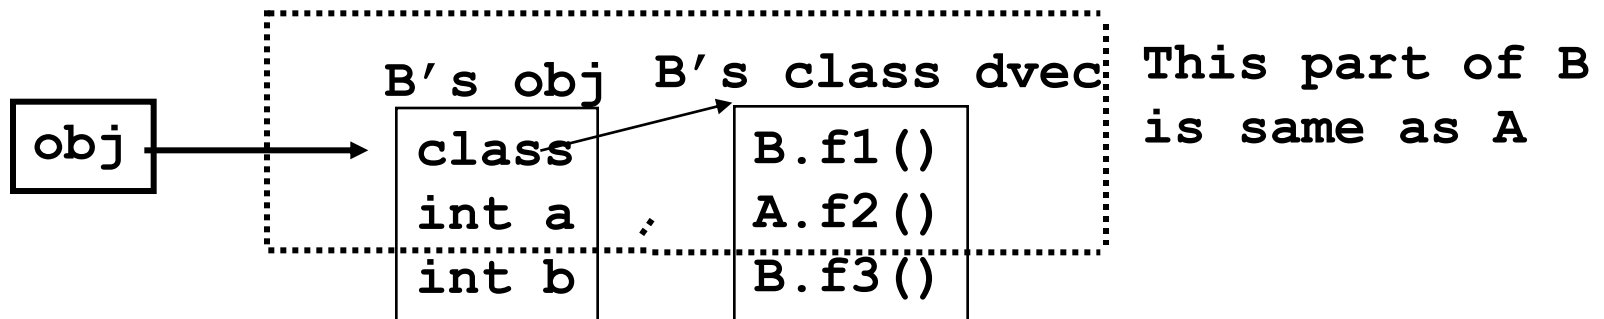 obj
B's obj
class
int a
int b
B's class dvec
B.f1()
A.f2()
B.f3()
This part of B
is same as A